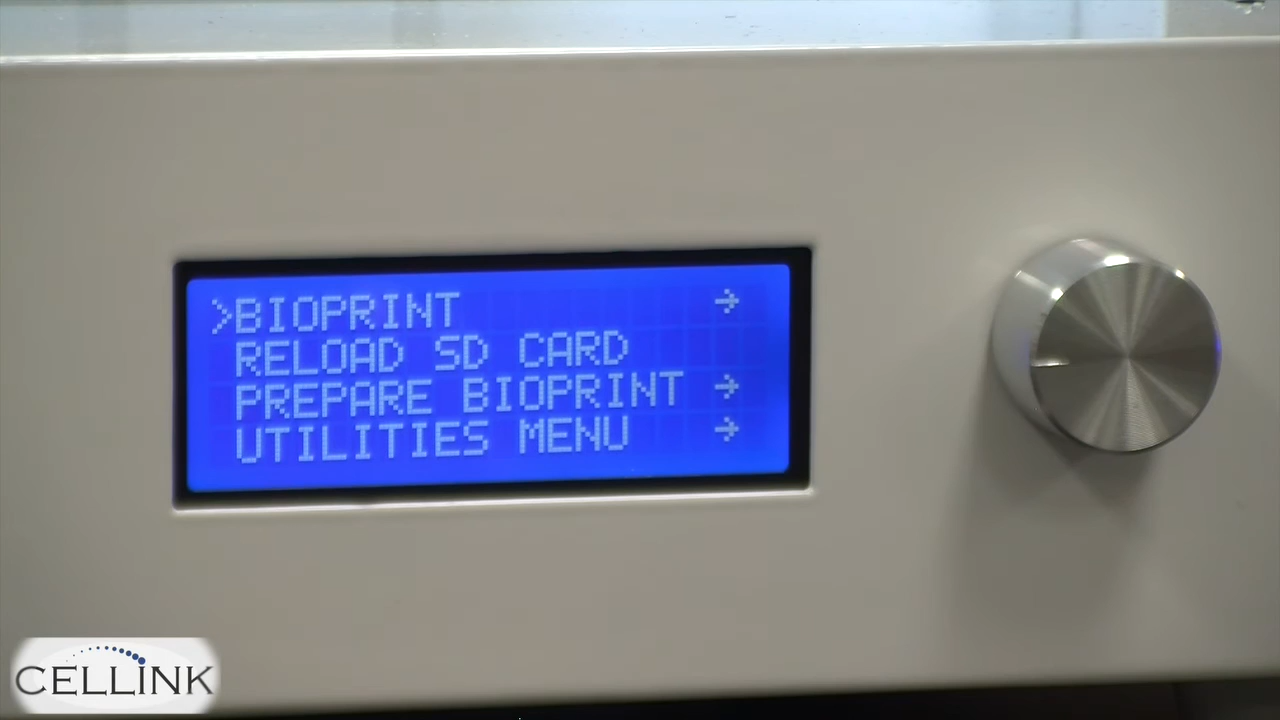 >BIOPRINT →
RELOAD SD CARD
PREPARE BIOPRINT →
UTILITIES MENU →
CELLINK